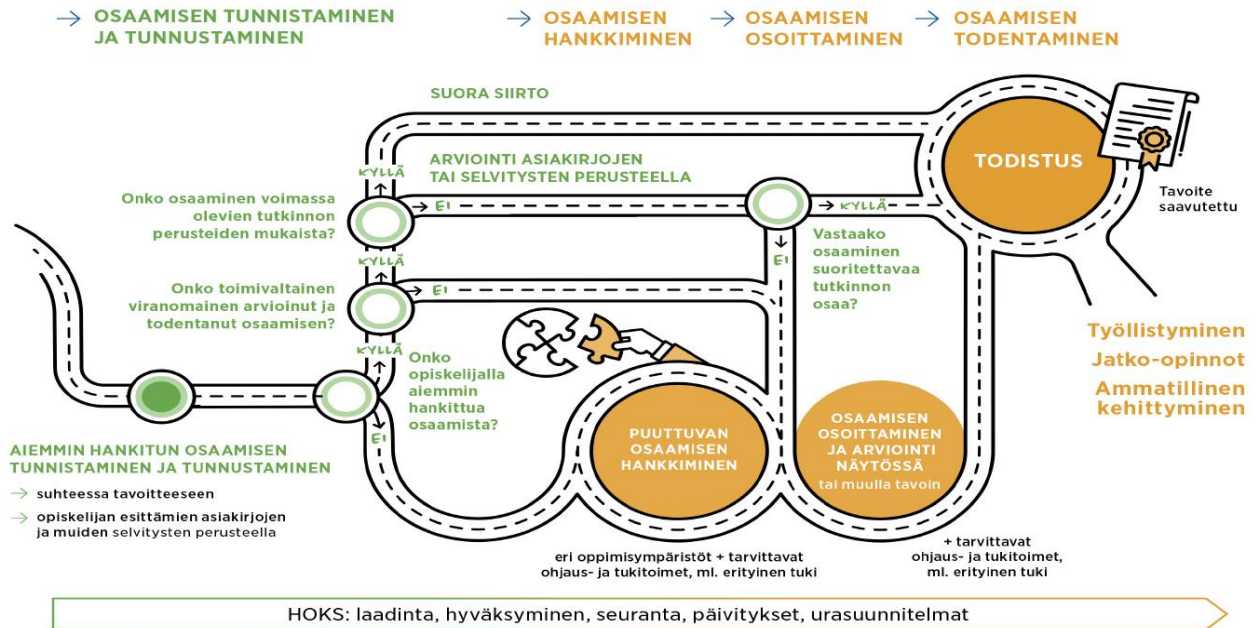 → OSAAMISEN TUNNISTAMINEN
JA TUNNUSTAMINEN
→ OSAAMISEN
HANKKIMINEN
→ OSAAMISEN
OSOITTAMINEN
→ OSAAMISEN
TODENTAMINEN
SUORA SIIRTO
KYLLÄ
ARVIOINTI ASIAKIRJOJEN
TAI SELVITYSTEN PERUSTEELLA
TODISTUS
Tavoite
saavutettu
Onko osaaminen voimassa
olevien tutkinnon
perusteiden mukaista?
→ EI
→ KYLLÄ
Vastaako
osaaminen
suoritettavaa
tutkinnon
osaa?
EI
KYLLÄ
Onko toimivaltainen
viranomainen arvioinut ja
todentanut osaamisen?
→ EI
KYLLÄ
Onko
opiskelijalla
aiemmin
hankittua
osaamista?
EI
Työllistyminen
Jatko-opinnot
Ammatillinen
kehittyminen
AIEMMIN HANKITUN OSAAMISEN
TUNNISTAMINEN JA TUNNUSTAMINEN
→ suhteessa tavoitteeseen
→ opiskelijan esittämien asiakirjojen
ja muiden selvitysten perusteella
PUUTTUVAN
OSAAMISEN
HANKKIMINEN
OSAAMISEN
OSOITTAMINEN
JA ARVIOINTI
NÄYTÖSSÄ
tai muulla tavoin
eri oppimisympäristöt + tarvittavat
ohjaus- ja tukitoimet, ml. erityinen tuki
+ tarvittavat
ohjaus- ja tukitoimet,
ml. erityinen tuki
HOKS: laadinta, hyväksyminen, seuranta, päivitykset, urasuunnitelmat